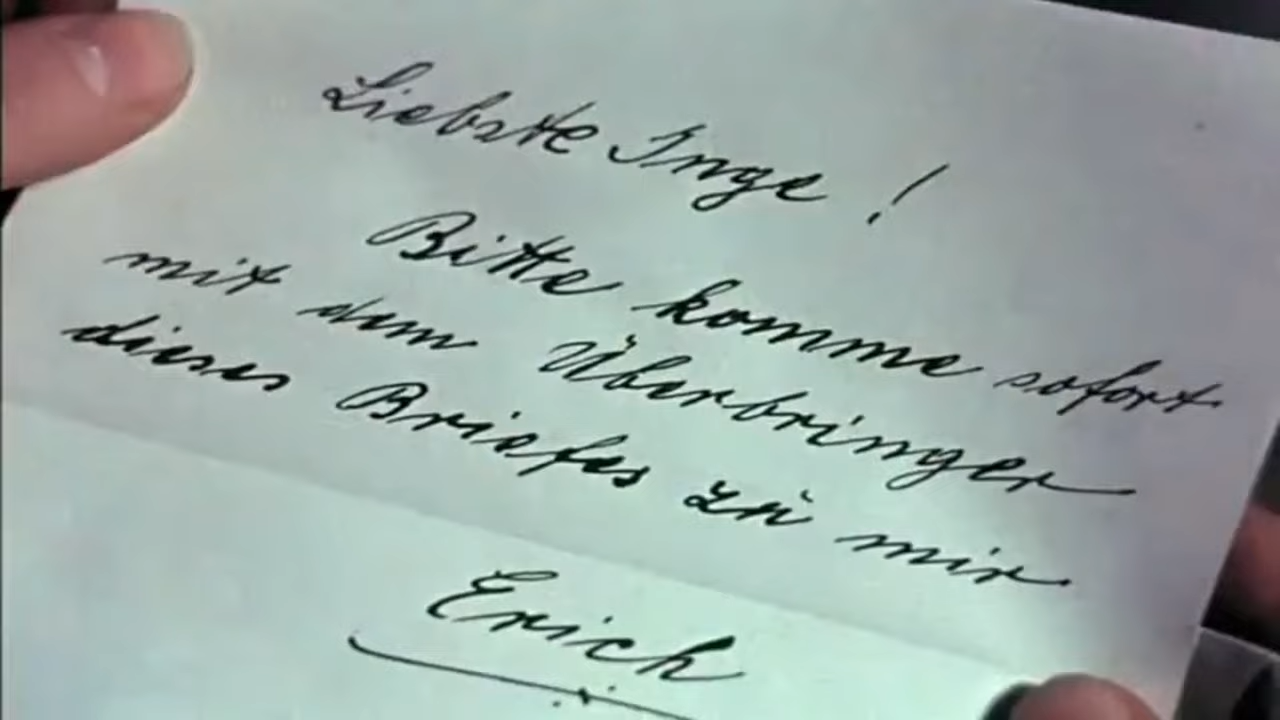 Liebste Inge!
Bitte komme sofort
mit dem Überbringer
dieses Briefes zu mir
Erich